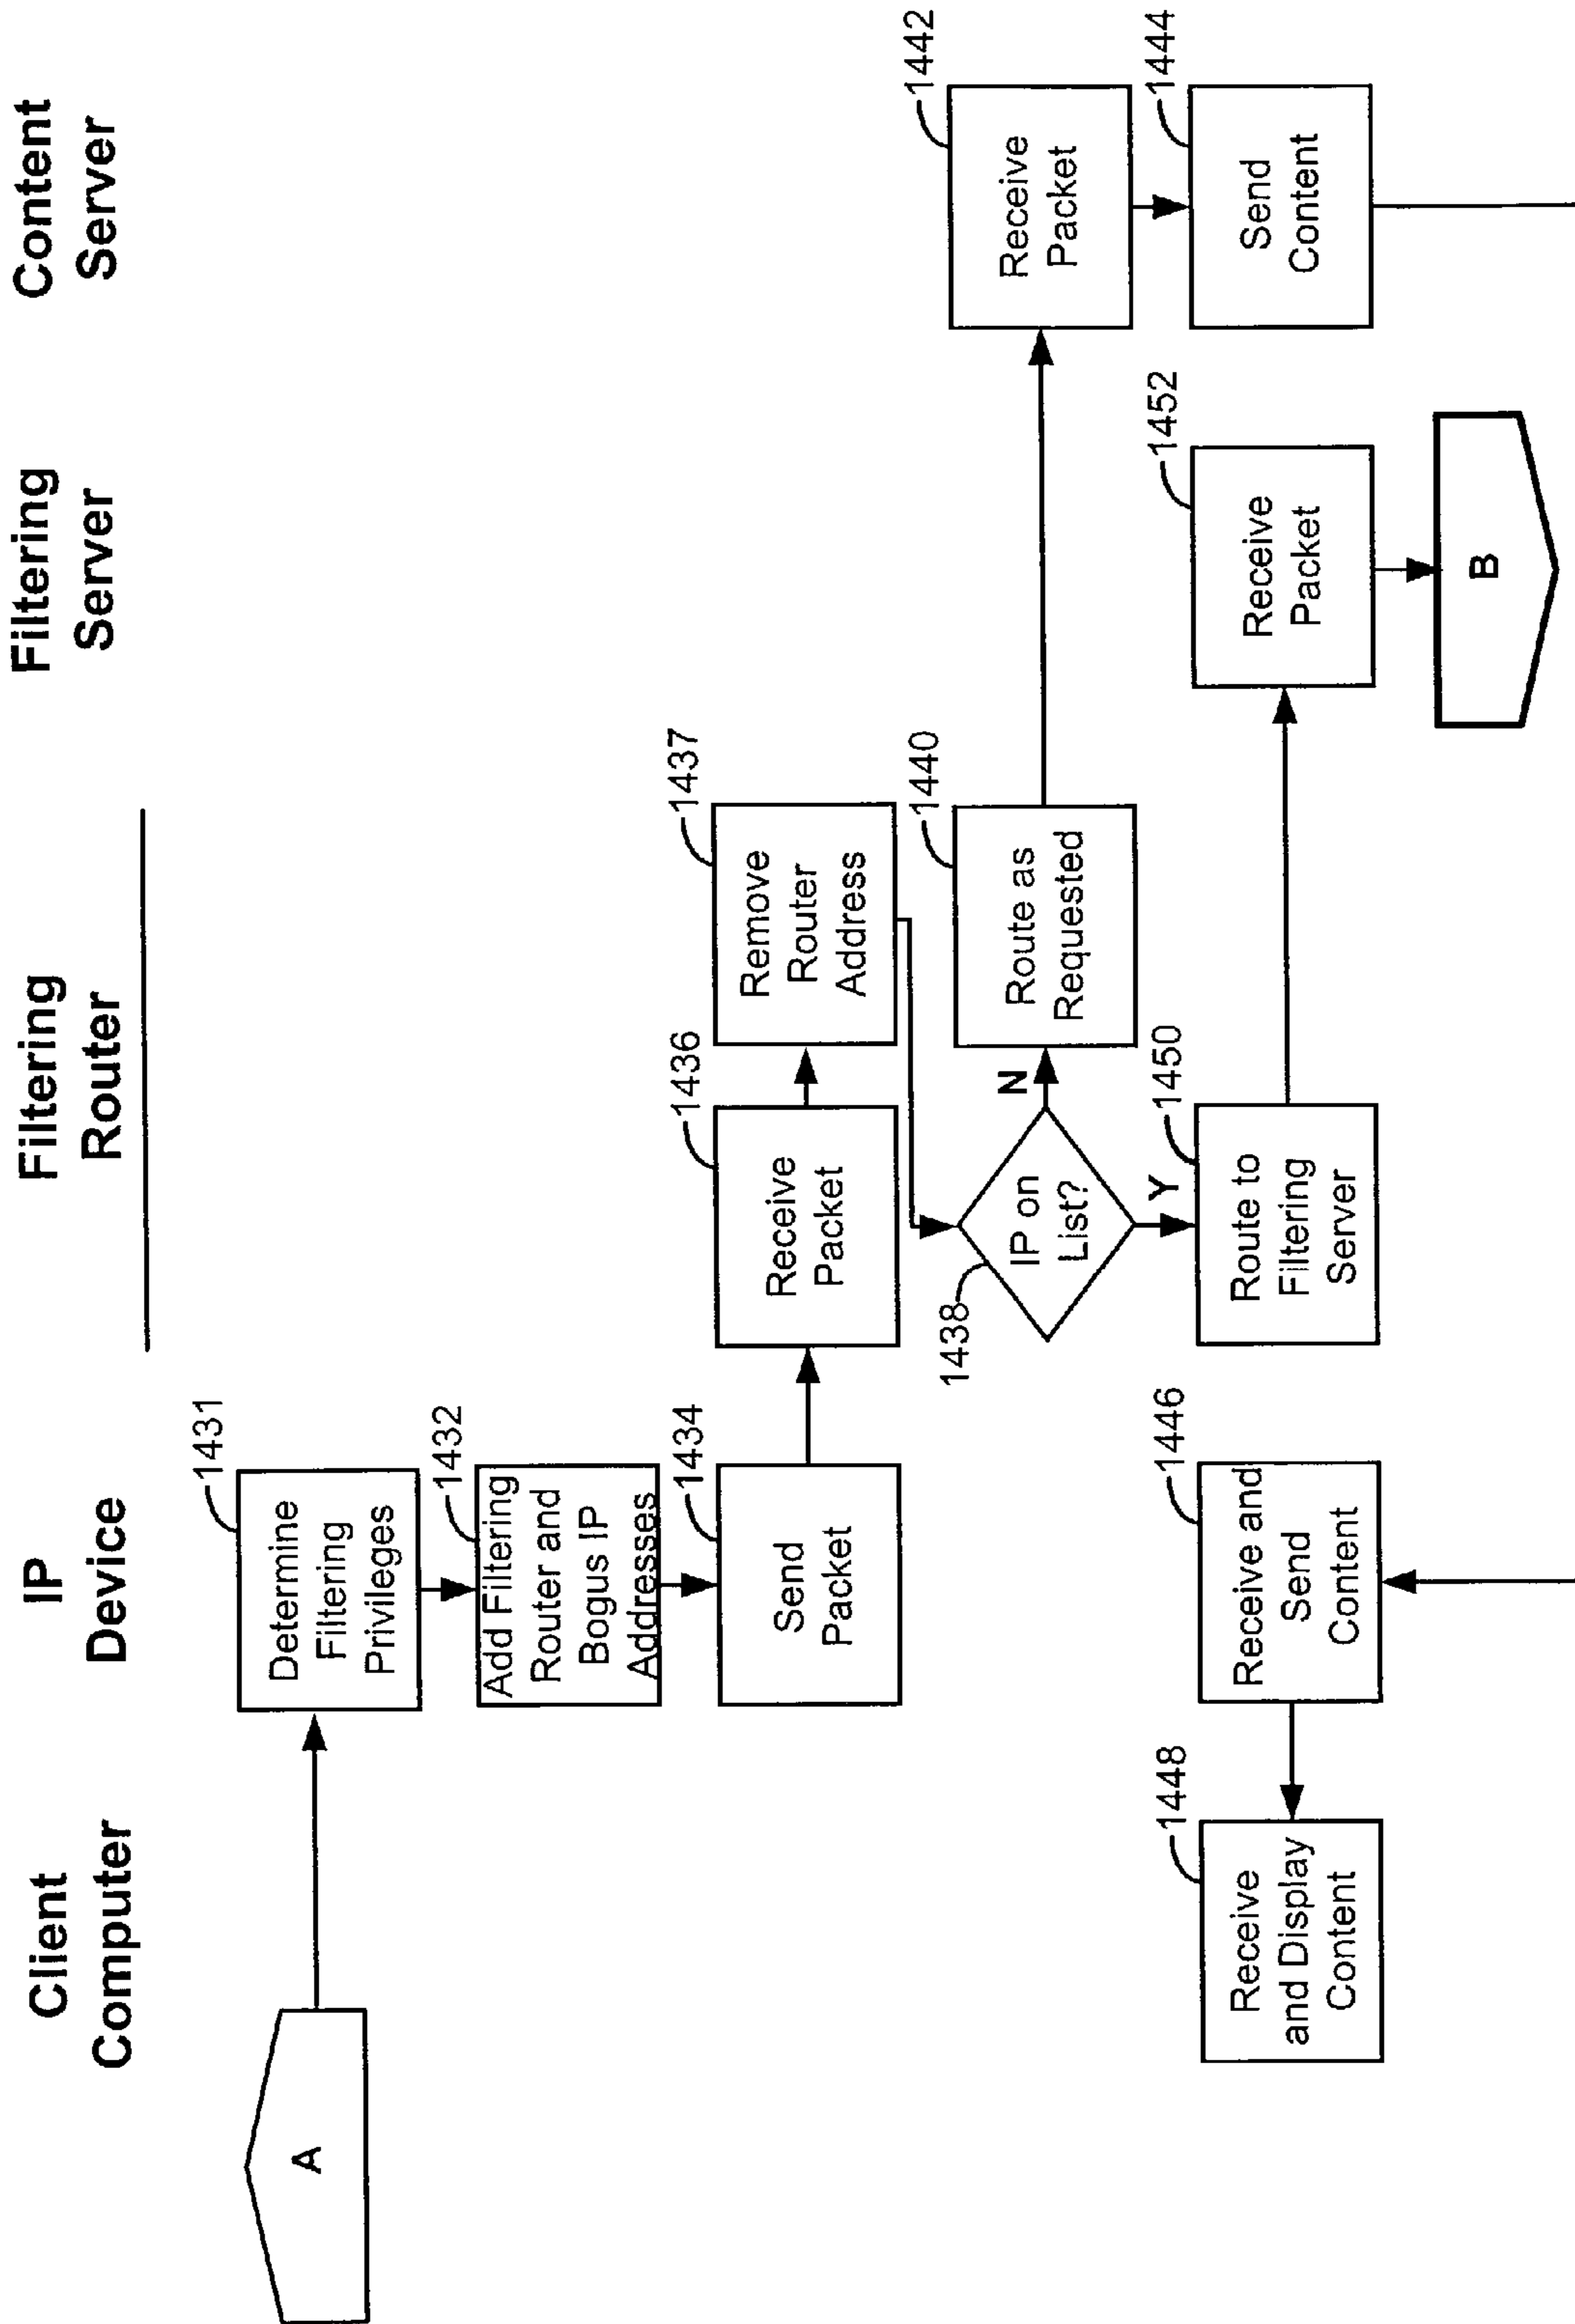 Client
Computer
IP
Device
Filtering
Router
Filtering
Server
Content
Server
A
1431
Determine
Filtering
Privileges
1432
Add Filtering
Router and
Bogus IP
Addresses
1434
Send
Packet
1436
Receive
Packet
1437
Remove
Router
Address
1438
IP on
List?
N
Y
1440
Route as
Requested
1442
Receive
Packet
1444
Send
Content
1446
Receive and
Send
Content
1448
Receive
and Display
Content
1450
Route to
Filtering
Server
1452
Receive
Packet
B